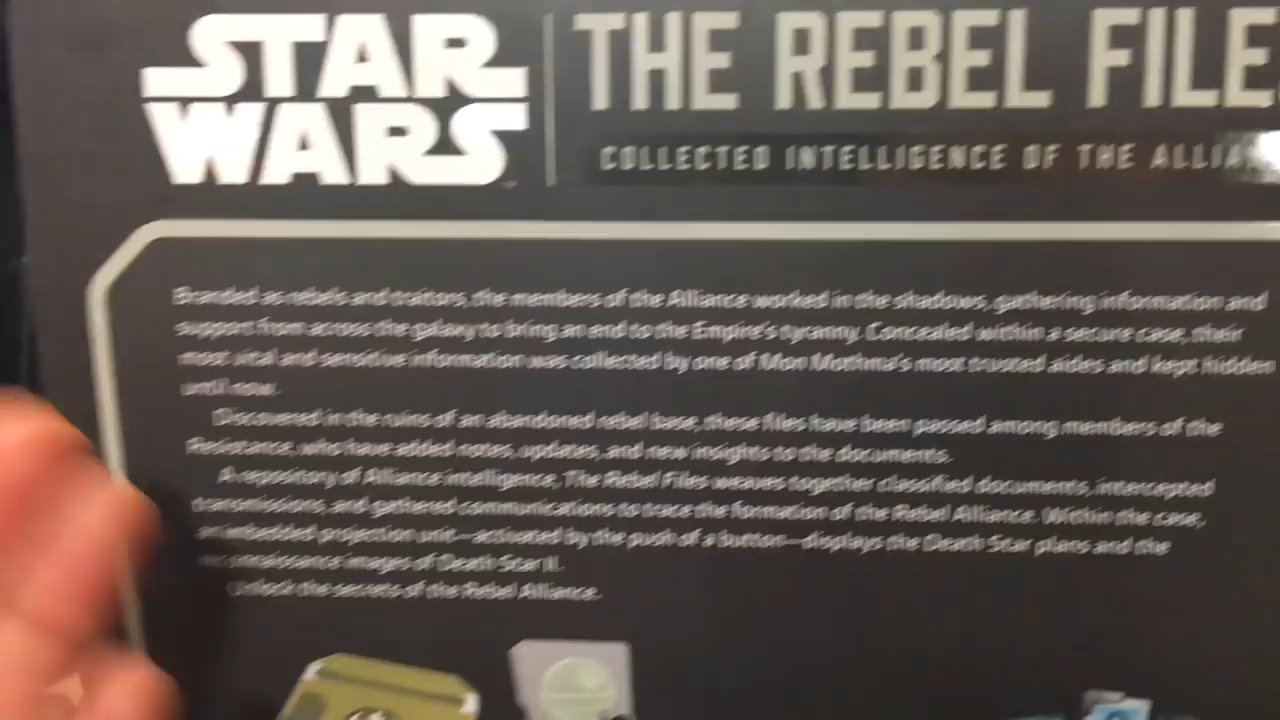 STAR
WARS
THE REBEL FILE
COLLECTED INTELLIGENCE OF THE ALLIA
Branded as rebels and traitors, the members of the Alliance worked in the shadows, gathering information and
support from across the galaxy to bring an end to the Empire's tyranny. Concealed within a secure case, their
most vital and sensitive information was collected by one of Mon Mothma's most trusted aides and kept hidden
until now.
Discovered in the ruins of an abandoned rebel base, these files have been passed among members of the
Resistance, who have added notes, updates, and new insights to the documents.
A repository of Alliance intelligence, The Rebel Files weaves together classified documents, intercepted
transmissions, and gathered communications to trace the formation of the Rebel Alliance. Within the case,
embedded projection unit—activated by the push of a button—displays the Death Star plans and the
images of Death Star II.
Unlock the secrets of the Rebel Alliance.